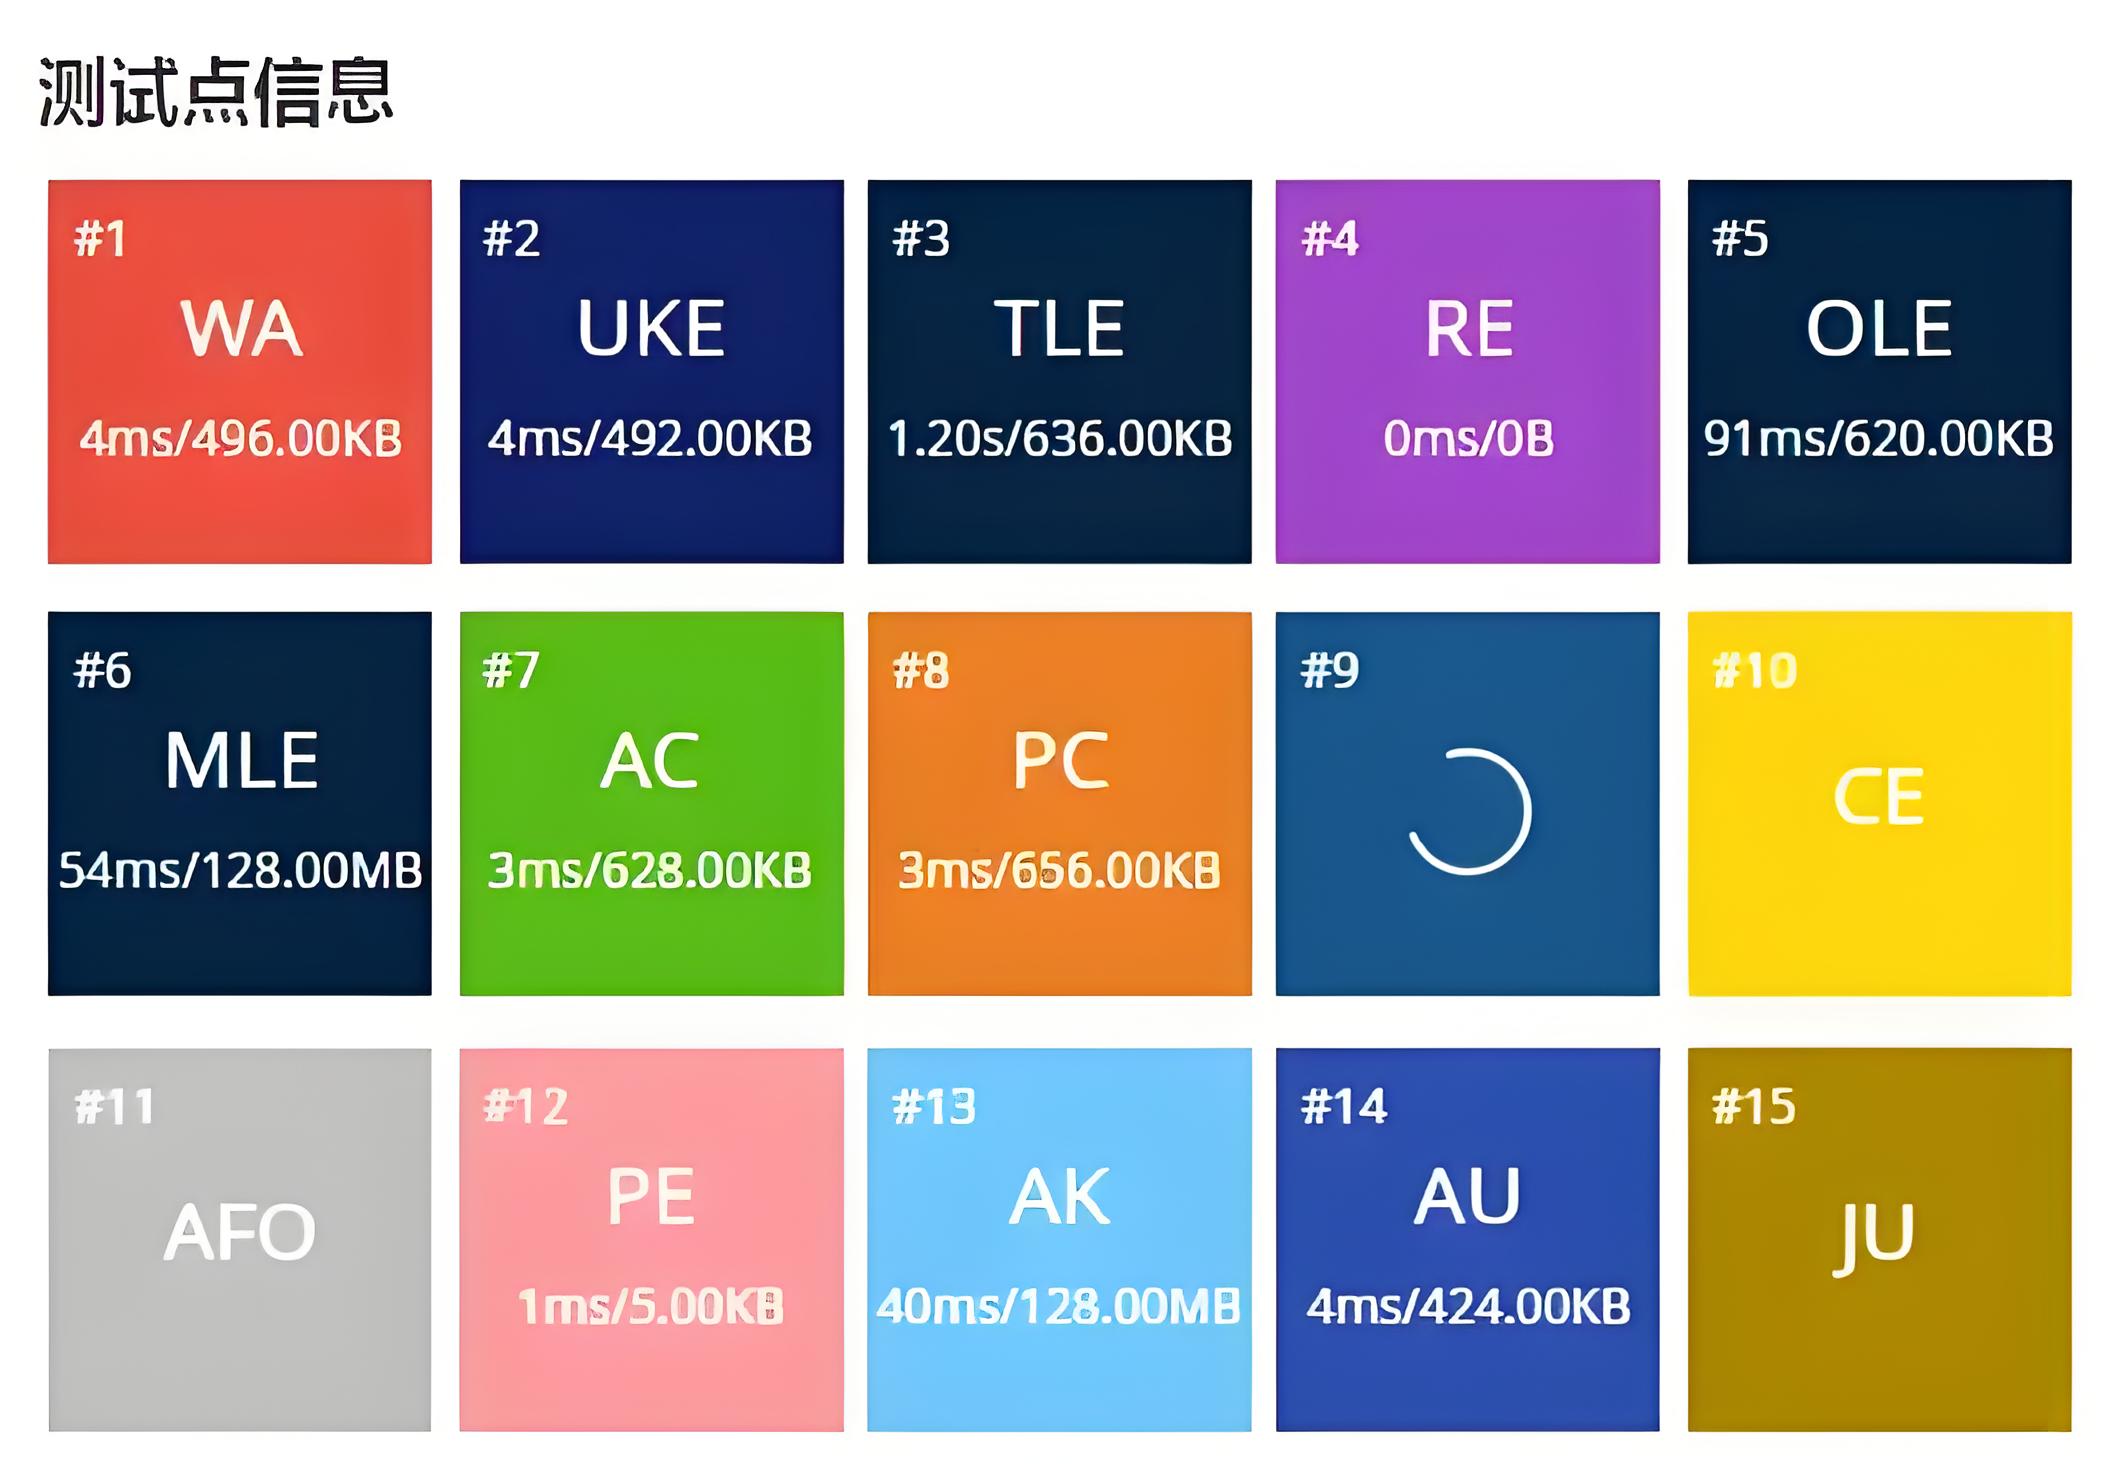 测试点信息
#1
WA
4ms/496.00KB
#2
UKE
4ms/492.00KB
#3
TLE
1.20s/636.00KB
#4
RE
0ms/0B
#5
OLE
91ms/620.00KB
#6
MLE
54ms/128.00MB
#7
AC
3ms/628.00KB
#8
PC
3ms/656.00KB
#9
#10
CE
#11
AFO
#12
PE
1ms/5.00KB
#13
AK
40ms/128.00MB
#14
AU
4ms/424.00KB
#15
JU